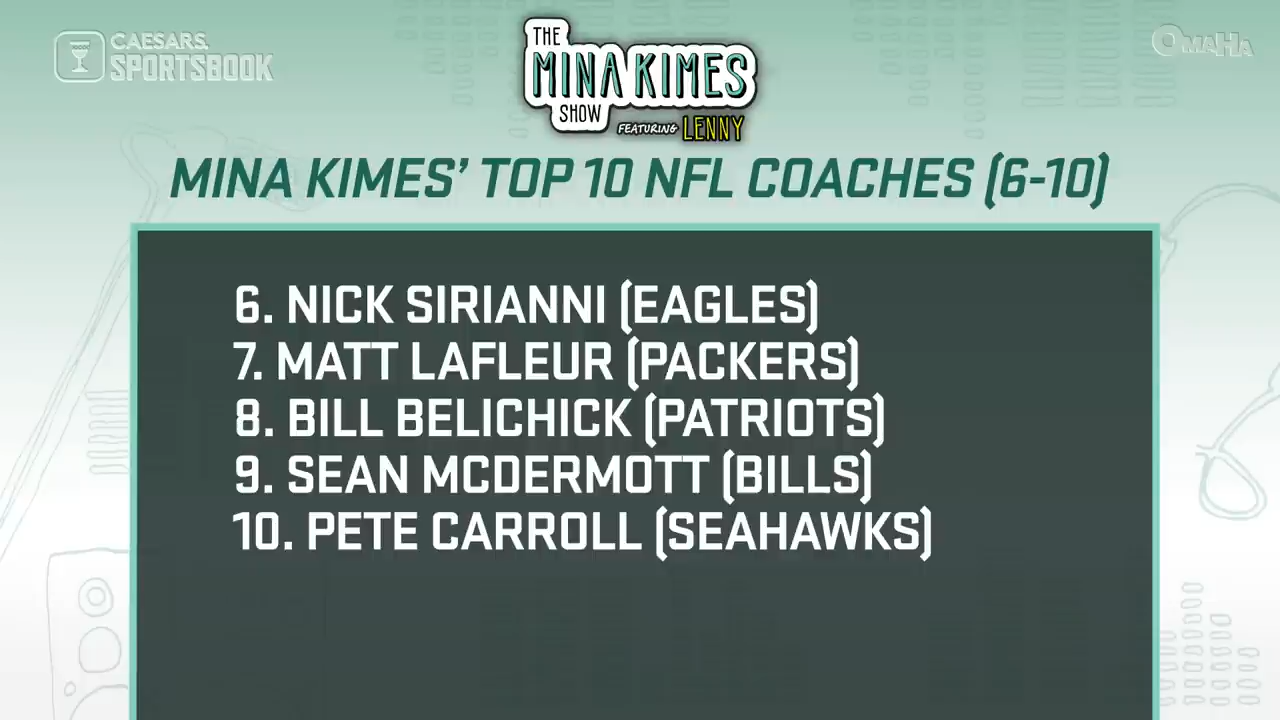 CAESARS
SPORTSBOOK
THE
MINA KIMES
SHOW
FEATURING LENNY
OMAHA
MINA KIMES’ TOP 10 NFL COACHES (6-10)
6. NICK SIRIANNI (EAGLES)
7. MATT LAFLEUR (PACKERS)
8. BILL BELICHICK (PATRIOTS)
9. SEAN MCDERMOTT (BILLS)
10. PETE CARROLL (SEAHAWKS)